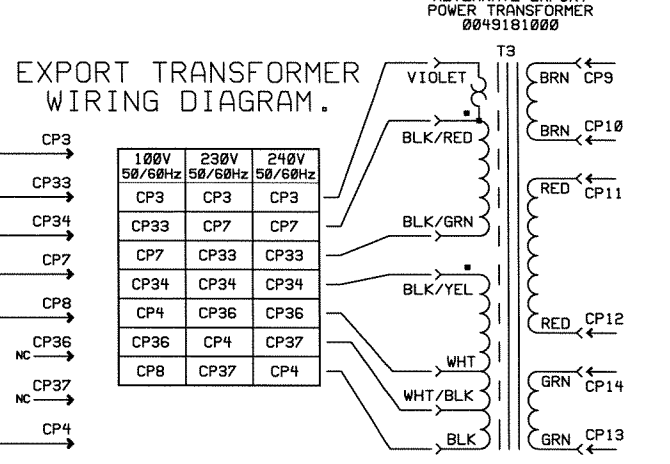 POWER TRANSFORMER
0049181000
T3
EXPORT TRANSFORMER
WIRING DIAGRAM.
CP3
CP33
CP34
CP7
CP8
CP36
NC
CP37
NC
CP4
100V 230V 240V
50/60Hz 50/60Hz 50/60Hz
CP3 CP3 CP3
CP33 CP7 CP7
CP7 CP33 CP33
CP34 CP34 CP34
CP4 CP36 CP36
CP36 CP4 CP37
CP8 CP37 CP4
VIOLET
BLK/RED
BLK/GRN
BLK/YEL
WHT
WHT/BLK
BLK
BRN CP9
BRN CP10
RED CP11
RED CP12
GRN CP14
GRN CP13